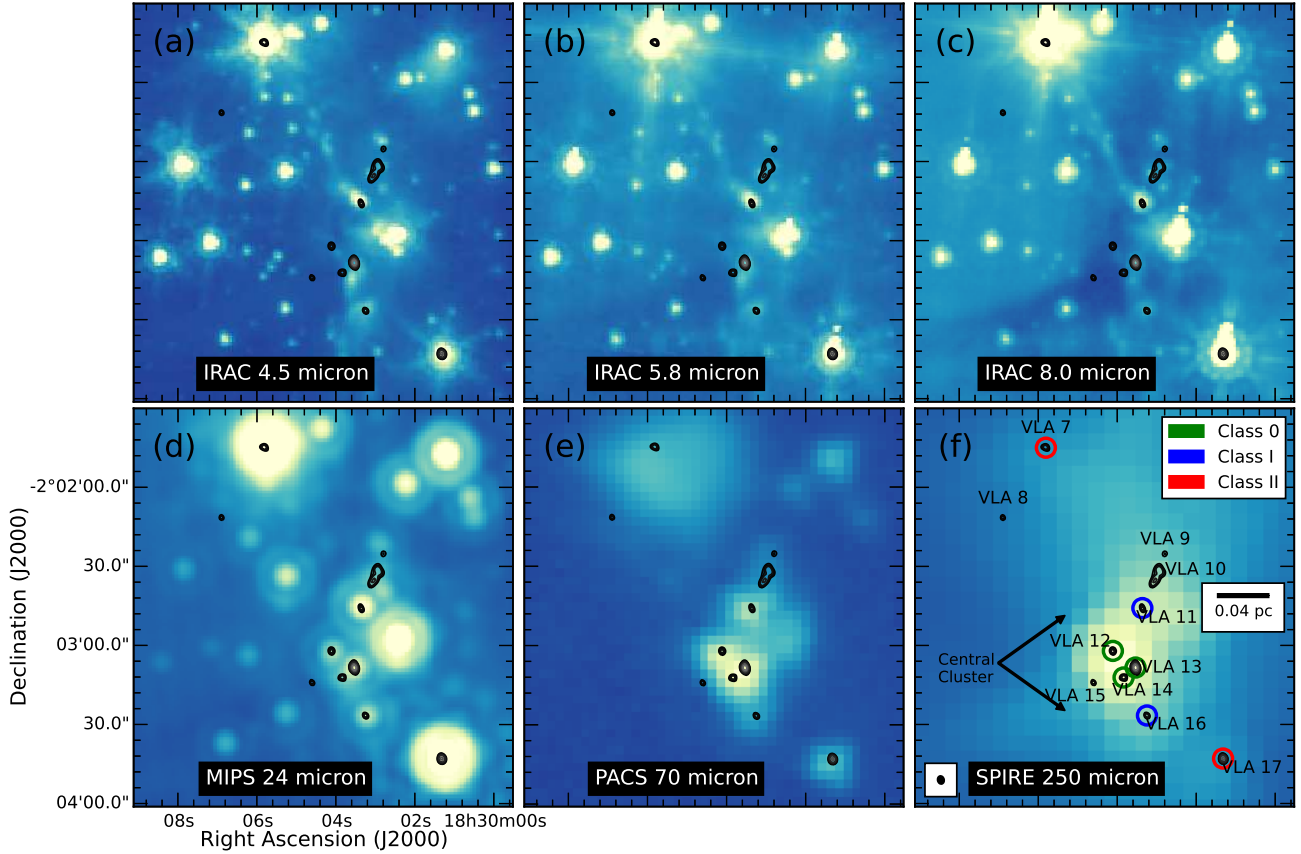 (a)
(b)
(c)
IRAC 4.5 micron
IRAC 5.8 micron
IRAC 8.0 micron
(d)
(e)
(f)
VLA 7
Class 0
Class I
Class II
VLA 8
VLA 9
VLA 10
0.04 pc
VLA 11
VLA 12
Central
Cluster
VLA 13
VLA 14
VLA 15
VLA 16
VLA 17
MIPS 24 micron
PACS 70 micron
SPIRE 250 micron
Declination (J2000)
-2°02'00.0"
30.0"
03'00.0"
30.0"
04'00.0"
08s 06s 04s 02s 18h30m00s
Right Ascension (J2000)